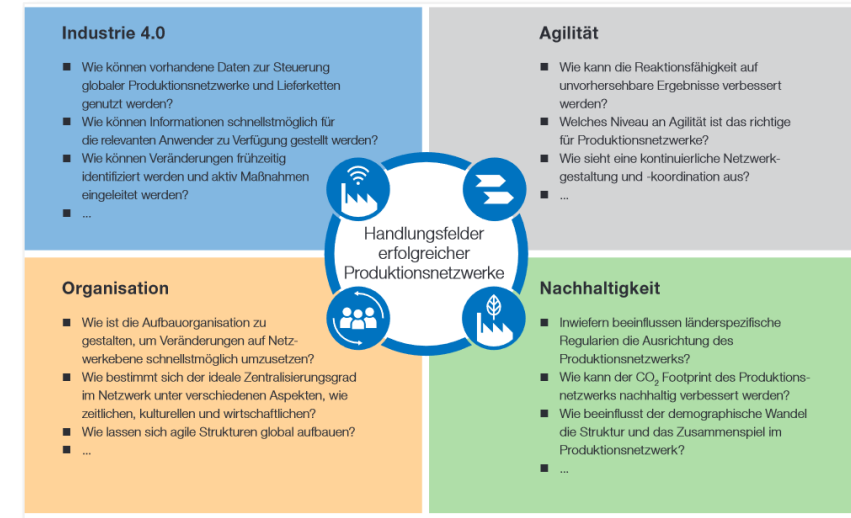 Industrie 4.0
■ Wie können vorhandene Daten zur Steuerung
globaler Produktionsnetzwerke und Lieferketten
genutzt werden?
■ Wie können Informationen schnellstmöglich für
die relevanten Anwender zu Verfügung gestellt werden?
■ Wie können Veränderungen frühzeitig
identifiziert werden und aktiv Maßnahmen
eingeleitet werden?
■ ...
Agilität
■ Wie kann die Reaktionsfähigkeit auf
unvorhersehbare Ergebnisse verbessert
werden?
■ Welches Niveau an Agilität ist das richtige
für Produktionsnetzwerke?
■ Wie sieht eine kontinuierliche Netzwerk-
gestaltung und -koordination aus?
■ ...
Handlungsfelder
erfolgreicher
Produktionsnetzwerke
Organisation
■ Wie ist die Aufbauorganisation zu
gestalten, um Veränderungen auf Netz-
werkebene schnellstmöglich umzusetzen?
■ Wie bestimmt sich der ideale Zentralisierungsgrad
im Netzwerk unter verschiedenen Aspekten, wie
zeitlichen, kulturellen und wirtschaftlichen?
■ Wie lassen sich agile Strukturen global aufbauen?
■ ...
Nachhaltigkeit
■ Inwiefern beeinflussen länderspezifische
Regularien die Ausrichtung des
Produktionsnetzwerks?
■ Wie kann der CO₂ Footprint des Produktions-
netzwerks nachhaltig verbessert werden?
■ Wie beeinflusst der demographische Wandel
die Struktur und das Zusammenspiel im
Produktionsnetzwerk?
■ ...